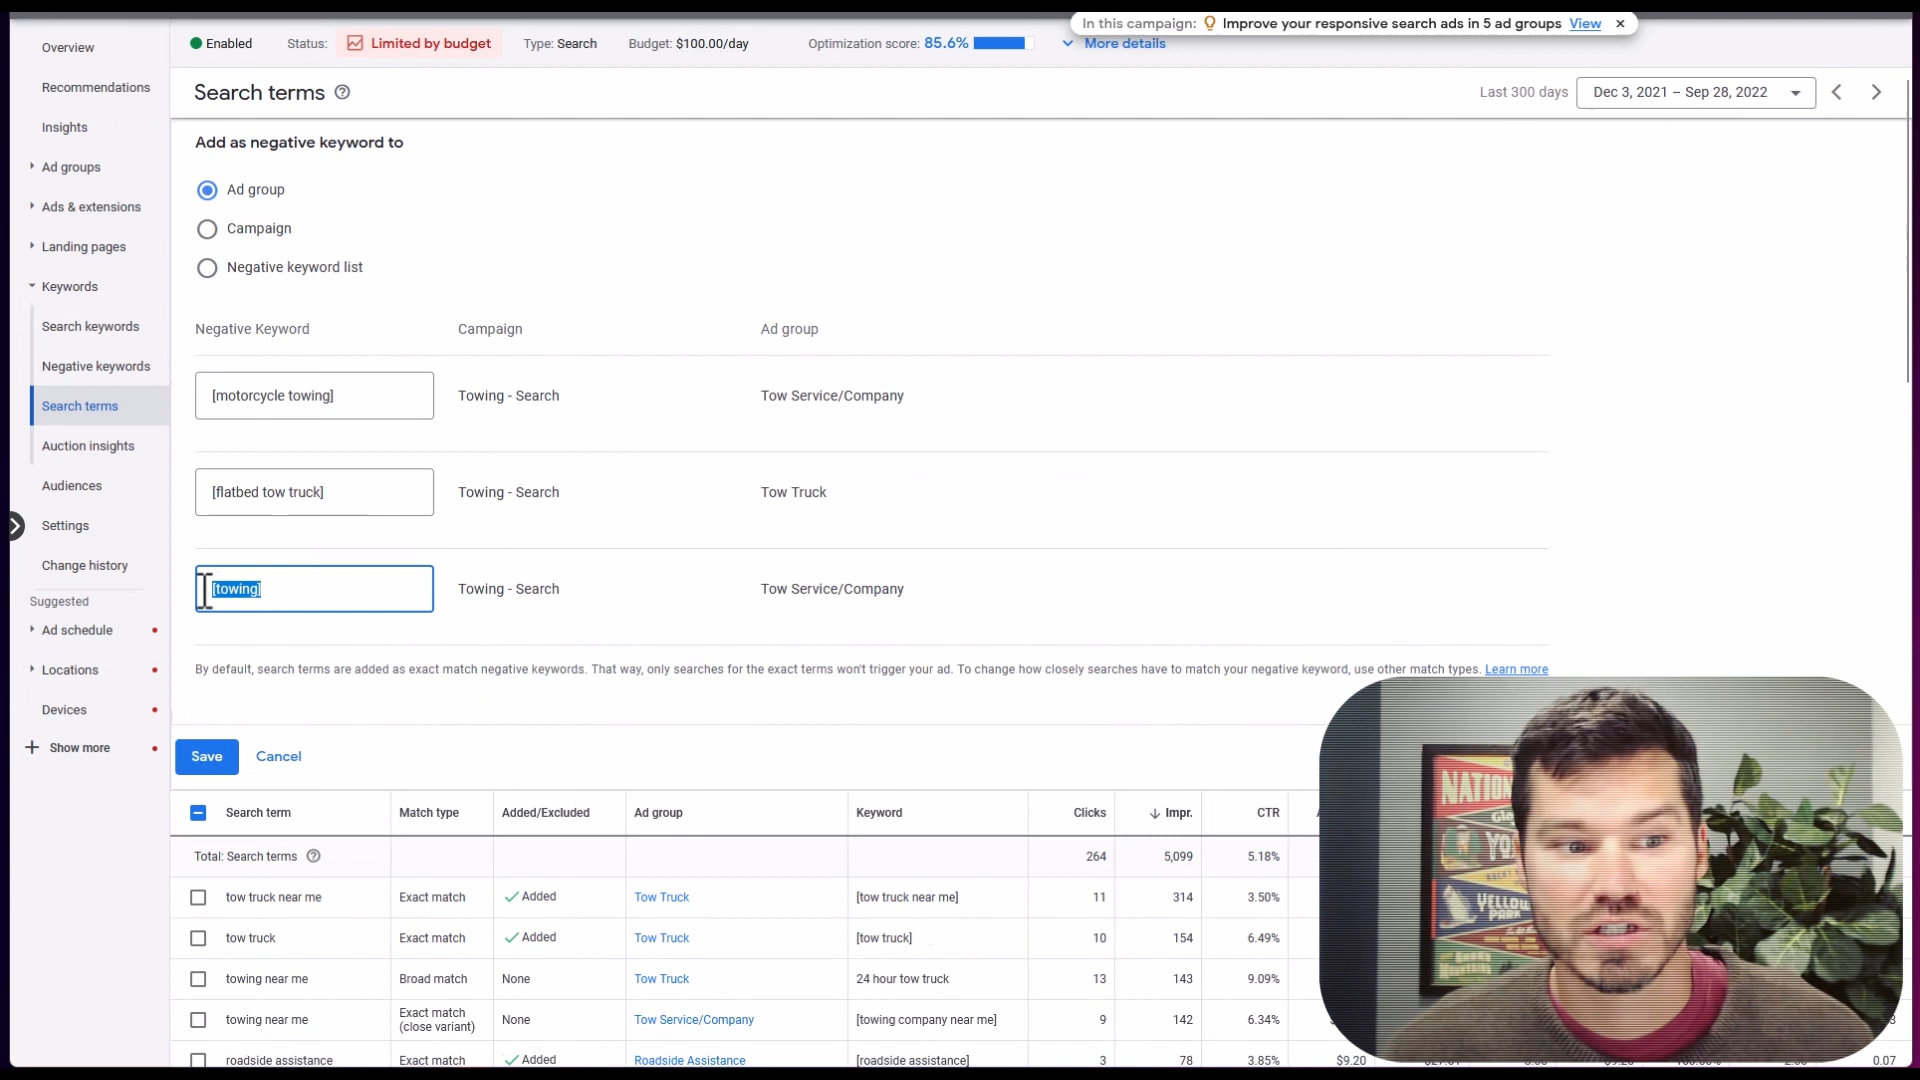 In this campaign: Improve your responsive search ads in 5 ad groups View ×
Overview
Recommendations
Insights
Ad groups
Ads & extensions
Landing pages
Keywords
Search keywords
Negative keywords
Search terms
Auction insights
Audiences
Settings
Change history
Suggested
Ad schedule
Locations
Devices
+ Show more
Enabled Status: Limited by budget Type: Search Budget: $100.00/day Optimization score: 85.6% More details
Search terms
Last 300 days Dec 3, 2021 – Sep 28, 2022
Add as negative keyword to
Ad group
Campaign
Negative keyword list
Negative Keyword Campaign Ad group
[motorcycle towing] Towing - Search Tow Service/Company
[flatbed tow truck] Towing - Search Tow Truck
[towing] Towing - Search Tow Service/Company
By default, search terms are added as exact match negative keywords. That way, only searches for the exact terms won't trigger your ad. To change how closely searches have to match your negative keyword, use other match types. Learn more
Save Cancel
Search term Match type Added/Excluded Ad group Keyword Clicks Impr. CTR
Total: Search terms 264 5,099 5.18%
tow truck near me Exact match Added Tow Truck [tow truck near me] 11 314 3.50%
tow truck Exact match Added Tow Truck [tow truck] 10 154 6.49%
towing near me Broad match None Tow Truck 24 hour tow truck 13 143 9.09%
towing near me Exact match (close variant) None Tow Service/Company [towing company near me] 9 142 6.34%
roadside assistance Exact match Added Roadside Assistance [roadside assistance] 3 78 3.85% $9.20 0.07
NATION
YELLOW